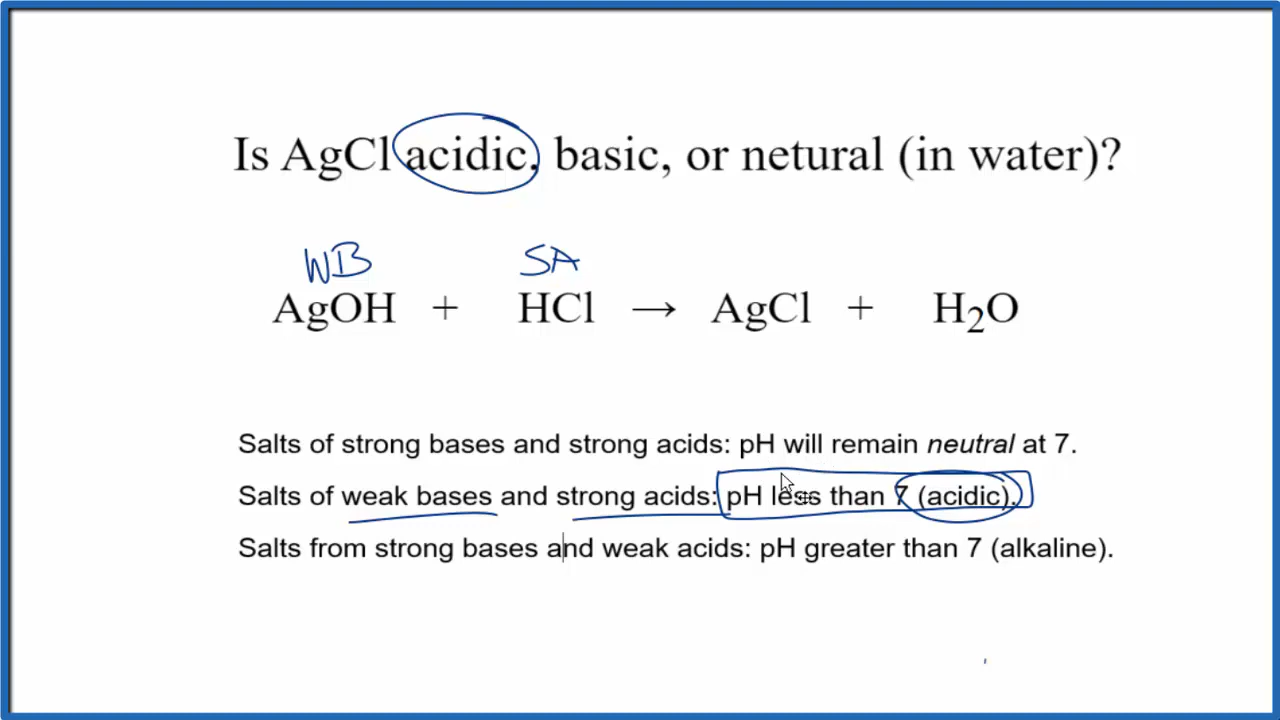 Is AgCl acidic, basic, or netural (in water)?
WB SA
AgOH + HCl → AgCl + H₂O
Salts of strong bases and strong acids: pH will remain neutral at 7.
Salts of weak bases and strong acids: pH less than 7 (acidic).
Salts from strong bases and weak acids: pH greater than 7 (alkaline).